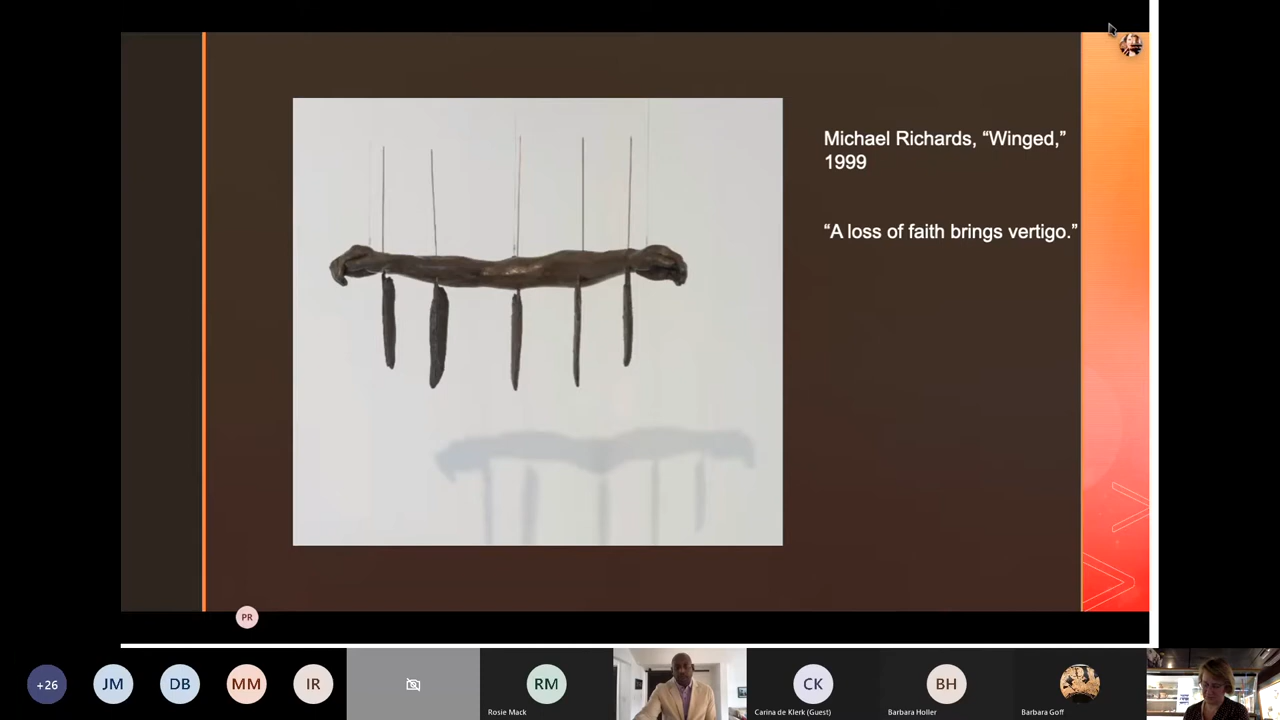 Michael Richards, “Winged,”
1999
“A loss of faith brings vertigo.”
PR
+26
JM
DB
MM
IR
RM
Rosie Mack
CK
Carina de Klerk (Guest)
BH
Barbara Holler
Barbara Goff